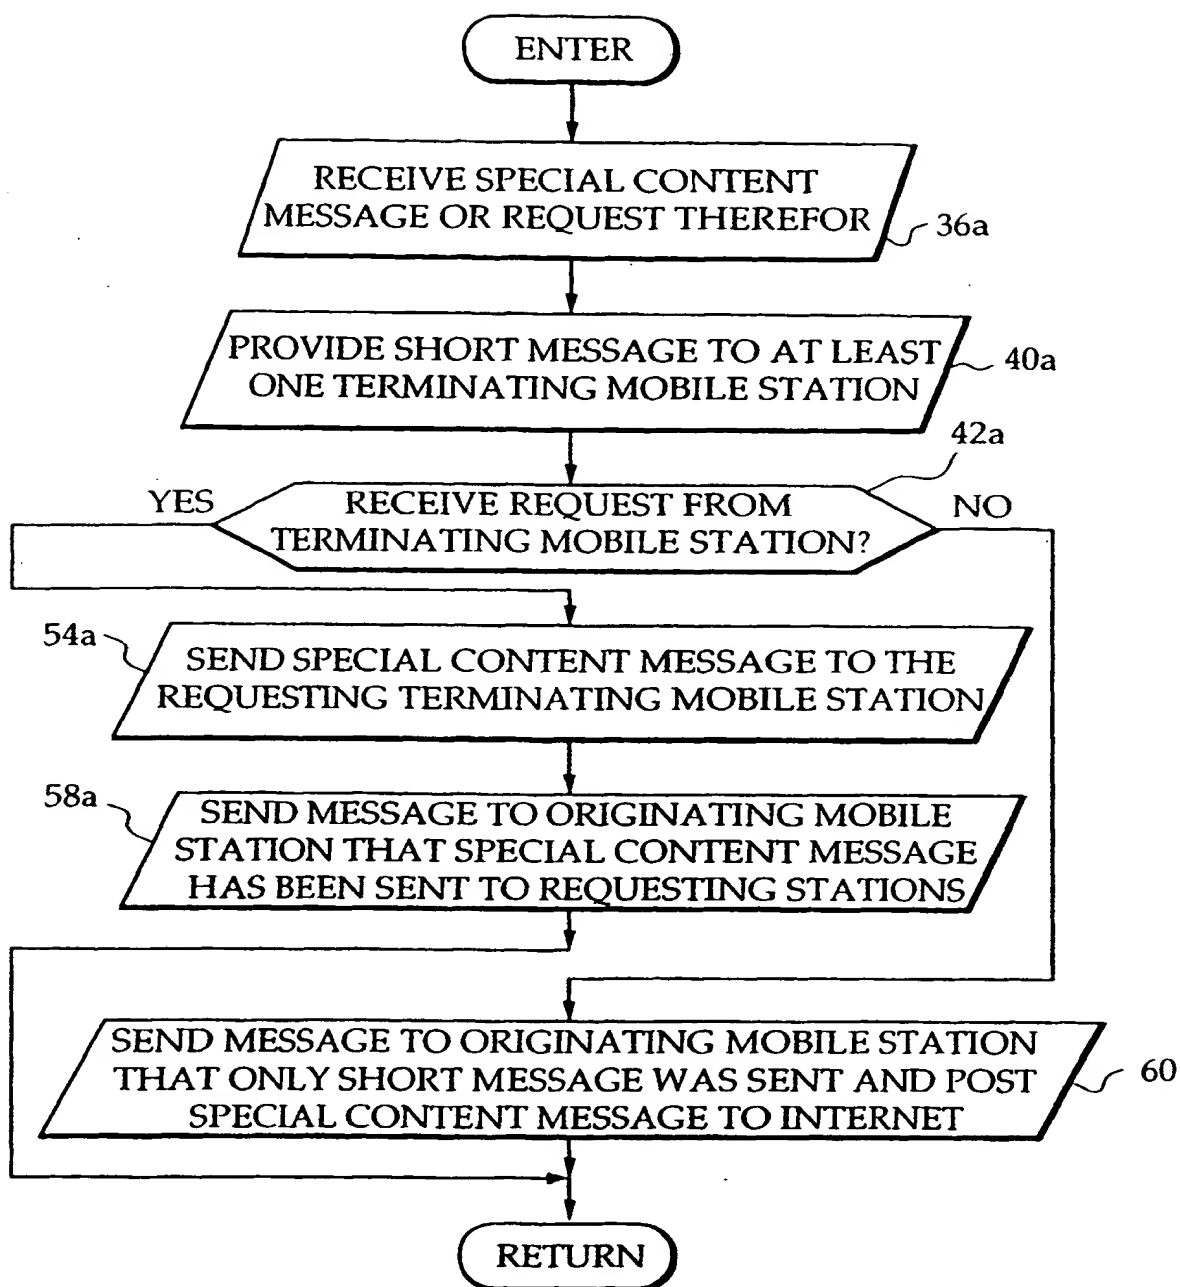 ENTER
RECEIVE SPECIAL CONTENT
MESSAGE OR REQUEST THEREFOR
36a
PROVIDE SHORT MESSAGE TO AT LEAST
ONE TERMINATING MOBILE STATION
40a
42a
YES
RECEIVE REQUEST FROM
TERMINATING MOBILE STATION?
NO
54a
SEND SPECIAL CONTENT MESSAGE TO THE
REQUESTING TERMINATING MOBILE STATION
58a
SEND MESSAGE TO ORIGINATING MOBILE
STATION THAT SPECIAL CONTENT MESSAGE
HAS BEEN SENT TO REQUESTING STATIONS
SEND MESSAGE TO ORIGINATING MOBILE STATION
THAT ONLY SHORT MESSAGE WAS SENT AND POST
SPECIAL CONTENT MESSAGE TO INTERNET
60
RETURN